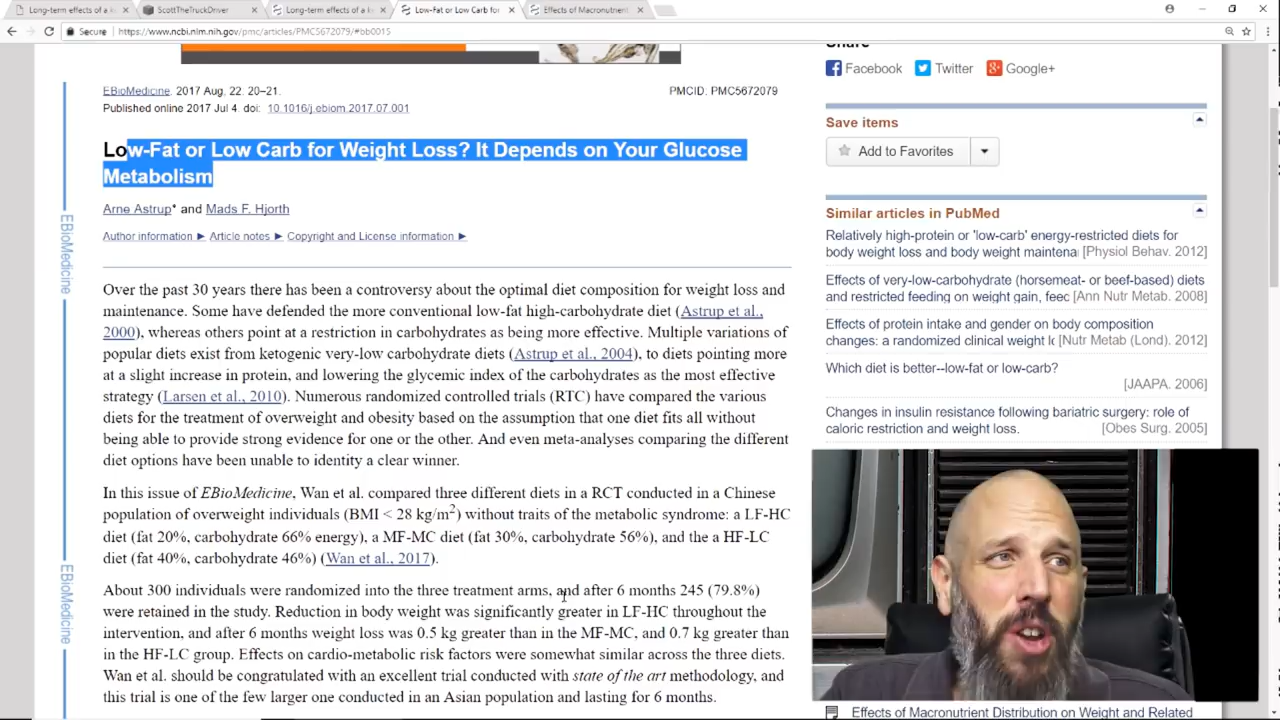 Long-term effects of a k
ScottTheTruckDriver
Long-term effects of a k
Low-Fat or Low Carb for
Effects of Macronutrient
Secure
https://www.ncbi.nlm.nih.gov/pmc/articles/PMC5672079/#bb0015
EBioMedicine, 2017 Aug, 22: 20–21.
PMCID: PMC5672079
Published online 2017 Jul 4. doi: 10.1016/j.ebiom.2017.07.001
Low-Fat or Low Carb for Weight Loss? It Depends on Your Glucose
Metabolism
Arne Astrup* and Mads F. Hjorth
Author information ► Article notes ► Copyright and License information ►
EBioMedicine
Over the past 30 years there has been a controversy about the optimal diet composition for weight loss and
maintenance. Some have defended the more conventional low-fat high-carbohydrate diet (Astrup et al.,
2000), whereas others point at a restriction in carbohydrates as being more effective. Multiple variations of
popular diets exist from ketogenic very-low carbohydrate diets (Astrup et al., 2004), to diets pointing more
at a slight increase in protein, and lowering the glycemic index of the carbohydrates as the most effective
strategy (Larsen et al., 2010). Numerous randomized controlled trials (RTC) have compared the various
diets for the treatment of overweight and obesity based on the assumption that one diet fits all without
being able to provide strong evidence for one or the other. And even meta-analyses comparing the different
diet options have been unable to identity a clear winner.
In this issue of EBioMedicine, Wan et al. compared three different diets in a RCT conducted in a Chinese
population of overweight individuals (BMI < 28 kg/m2) without traits of the metabolic syndrome: a LF-HC
diet (fat 20%, carbohydrate 66% energy), a MF-MC diet (fat 30%, carbohydrate 56%), and the a HF-LC
diet (fat 40%, carbohydrate 46%) (Wan et al., 2017).
EBioMedicine
About 300 individuals were randomized into the three treatment arms, and after 6 months 245 (79.8%)
were retained in the study. Reduction in body weight was significantly greater in LF-HC throughout the
intervention, and after 6 months weight loss was 0.5 kg greater than in the MF-MC, and 0.7 kg greater than
in the HF-LC group. Effects on cardio-metabolic risk factors were somewhat similar across the three diets.
Wan et al. should be congratulated with an excellent trial conducted with state of the art methodology, and
this trial is one of the few larger one conducted in an Asian population and lasting for 6 months.
Share
Facebook
Twitter
Google+
Save items
Add to Favorites
Similar articles in PubMed
Relatively high-protein or 'low-carb' energy-restricted diets for
body weight loss and body weight maintena [Physiol Behav. 2012]
Effects of very-low-carbohydrate (horsemeat- or beef-based) diets
and restricted feeding on weight gain, feec [Ann Nutr Metab. 2008]
Effects of protein intake and gender on body composition
changes: a randomized clinical weight l [Nutr Metab (Lond). 2012]
Which diet is better--low-fat or low-carb?
[JAAPA. 2006]
Changes in insulin resistance following bariatric surgery: role of
caloric restriction and weight loss. [Obes Surg. 2005]
Effects of Macronutrient Distribution on Weight and Related